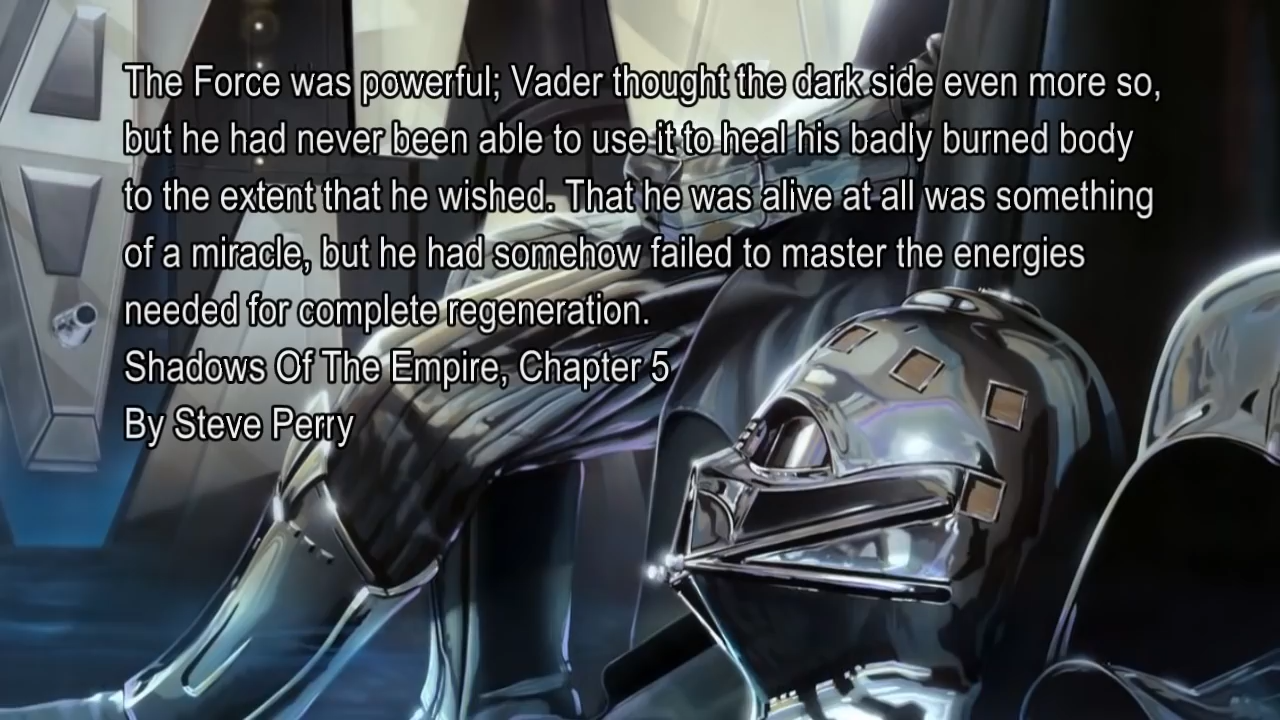 The Force was powerful; Vader thought the dark side even more so,
but he had never been able to use it to heal his badly burned body
to the extent that he wished. That he was alive at all was something
of a miracle, but he had somehow failed to master the energies
needed for complete regeneration.
Shadows Of The Empire, Chapter 5
By Steve Perry